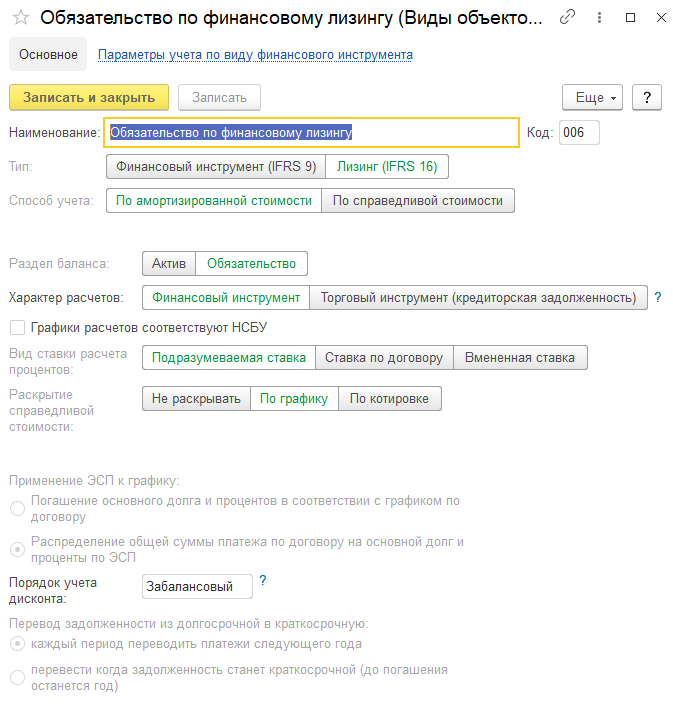 Обязательство по финансовому лизингу (Виды объекто...
Основное Параметры учета по виду финансового инструмента
Записать и закрыть Записать Еще ?
Наименование: Обязательство по финансовому лизингу Код: 006
Тип: Финансовый инструмент (IFRS 9) Лизинг (IFRS 16)
Способ учета: По амортизированной стоимости По справедливой стоимости
Раздел баланса: Актив Обязательство
Характер расчетов: Финансовый инструмент Торговый инструмент (кредиторская задолженность) ?
Графики расчетов соответствуют НСБУ
Вид ставки расчета
процентов: Подразумеваемая ставка Ставка по договору Вмененная ставка
Раскрытие
справедливой
стоимости: Не раскрывать По графику По котировке
Применение ЭСП к графику:
Погашение основного долга и процентов в соответствии с графиком по
договору
Распределение общей суммы платежа по договору на основной долг и
проценты по ЭСП
Порядок учета
дисконта: Забалансовый ?
Перевод задолженности из долгосрочной в краткосрочную:
каждый период переводить платежи следующего года
перевести когда задолженность станет краткосрочной (до погашения
останется год)